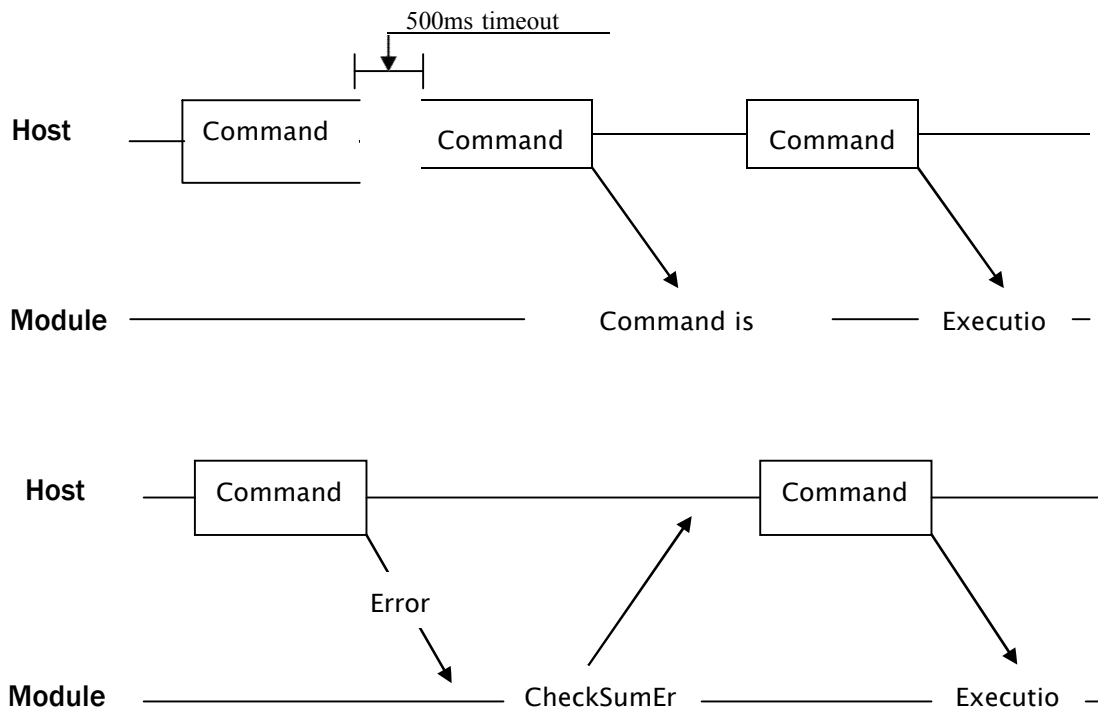 500ms timeout
Host
Command
Command
Command
Module
Command is
Executio
Host
Command
Command
Error
Module
CheckSumEr
Executio